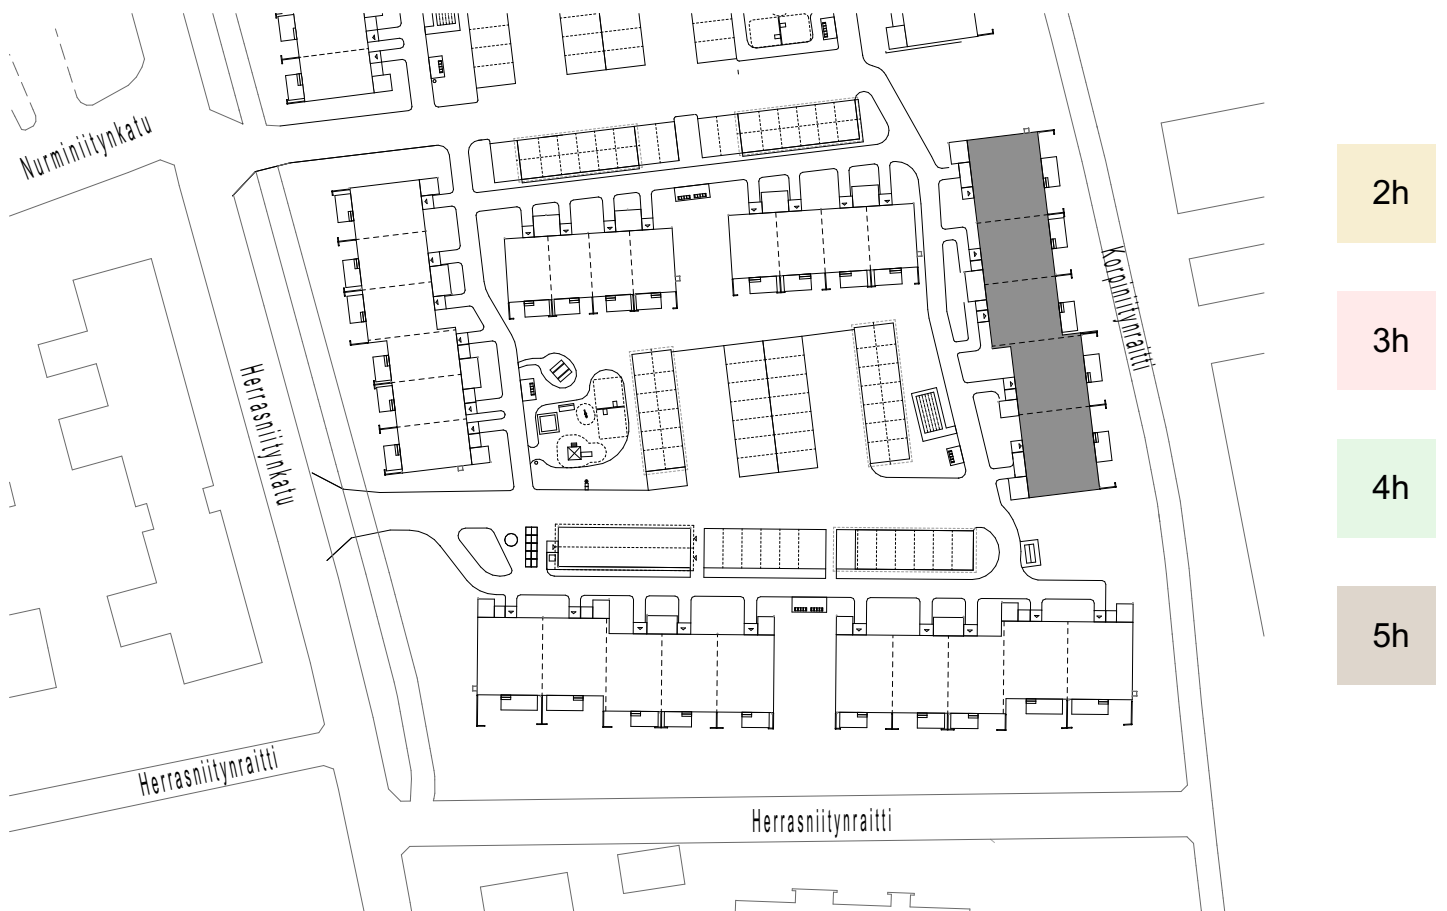 Nurminiitynkatu
2h
Korpiniitynraitti
3h
Herrasniitynkatu
4h
5h
Herrasniitynraitti
Herrasniitynraitti